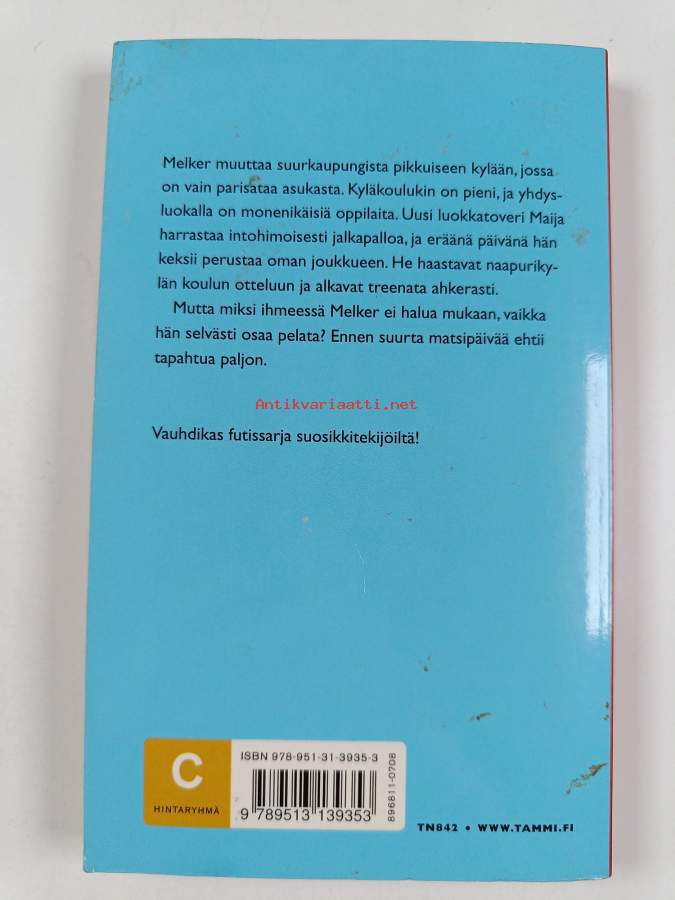 Melker muuttaa suurkaupungista pikkuiseen kylään, jossa
on vain parisataa asukasta. Kyläkoulukin on pieni, ja yhdys-
luokalla on monenikäisiä oppilaita. Uusi luokkatoveri Maija
harrastaa intohimoisesti jalkapalloa, ja eräänä päivänä hän
keksii perustaa oman joukkueen. He haastavat naapuriky-
län koulun otteluun ja alkavat treenata ahkerasti.
Mutta miksi ihmeessä Melker ei halua mukaan, vaikka
hän selvästi osaa pelata? Ennen suurta matsipäivää ehtii
tapahtua paljon.
Antikvariaatti.net
Vauhdikas futissarja suosikkitekijöiltä!
C
HINTARYHMÄ
ISBN 978-951-31-3935-3
9 789513 139353
896811-0708
TN842 • WWW.TAMMI.FI